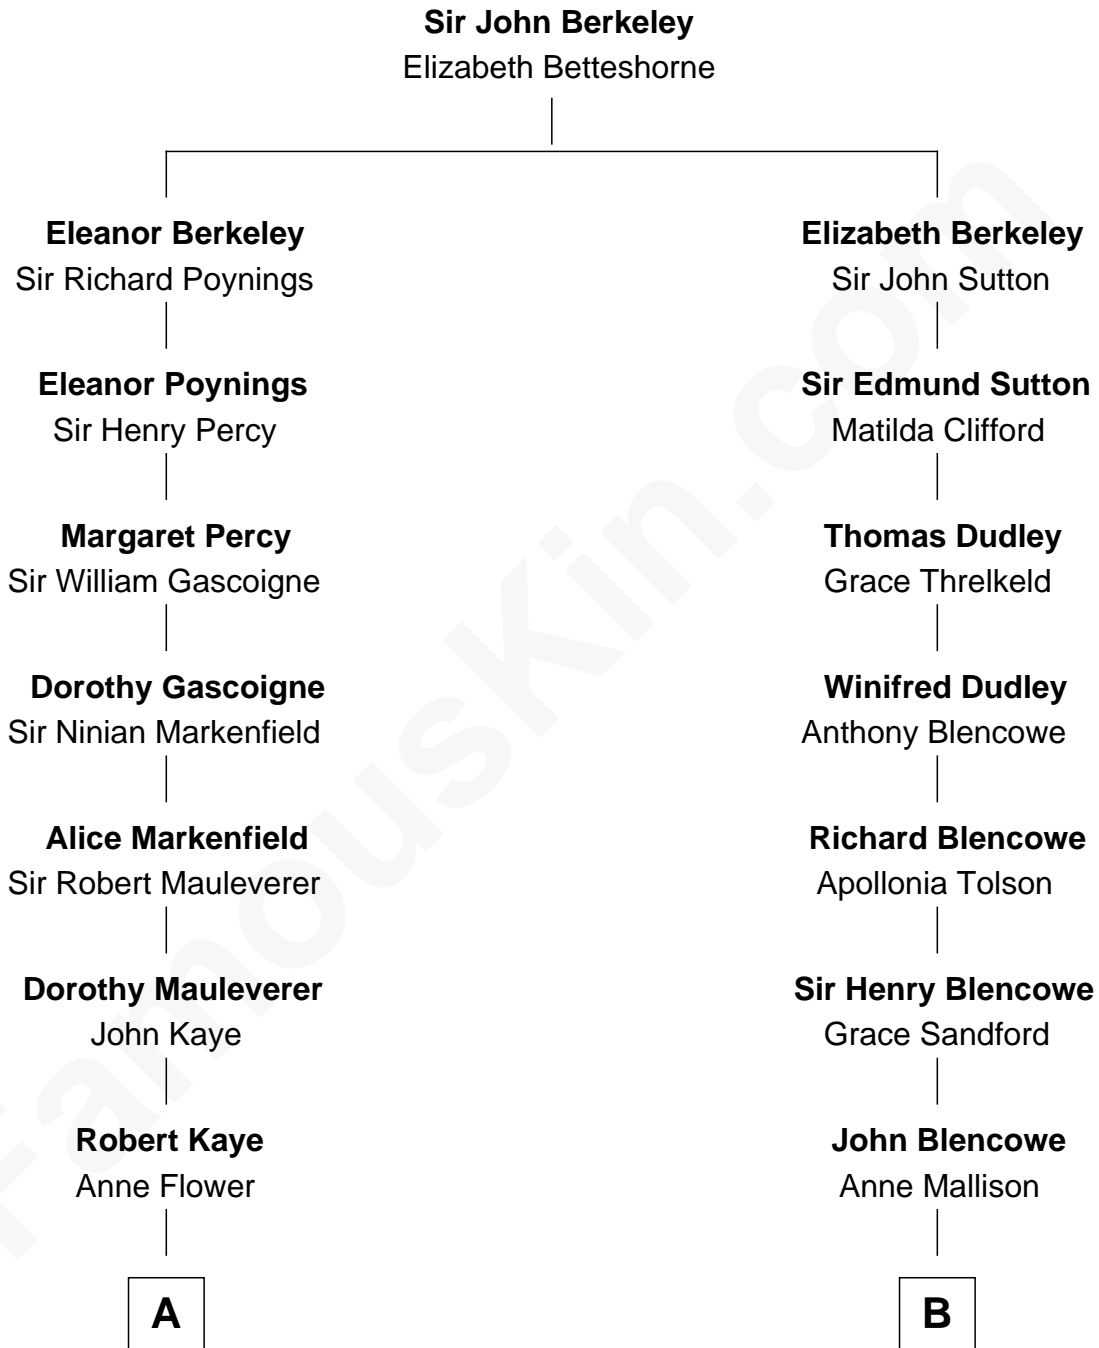 Sir John Berkeley
Elizabeth Betteshorne
Eleanor Berkeley
Sir Richard Poynings
Eleanor Poynings
Sir Henry Percy
Margaret Percy
Sir William Gascoigne
Dorothy Gascoigne
Sir Ninian Markenfield
Alice Markenfield
Sir Robert Mauleverer
Dorothy Mauleverer
John Kaye
Robert Kaye
Anne Flower
A
Elizabeth Berkeley
Sir John Sutton
Sir Edmund Sutton
Matilda Clifford
Thomas Dudley
Grace Threlkeld
Winifred Dudley
Anthony Blencowe
Richard Blencowe
Apollonia Tolson
Sir Henry Blencowe
Grace Sandford
John Blencowe
Anne Mallison
B
FamousKin.com